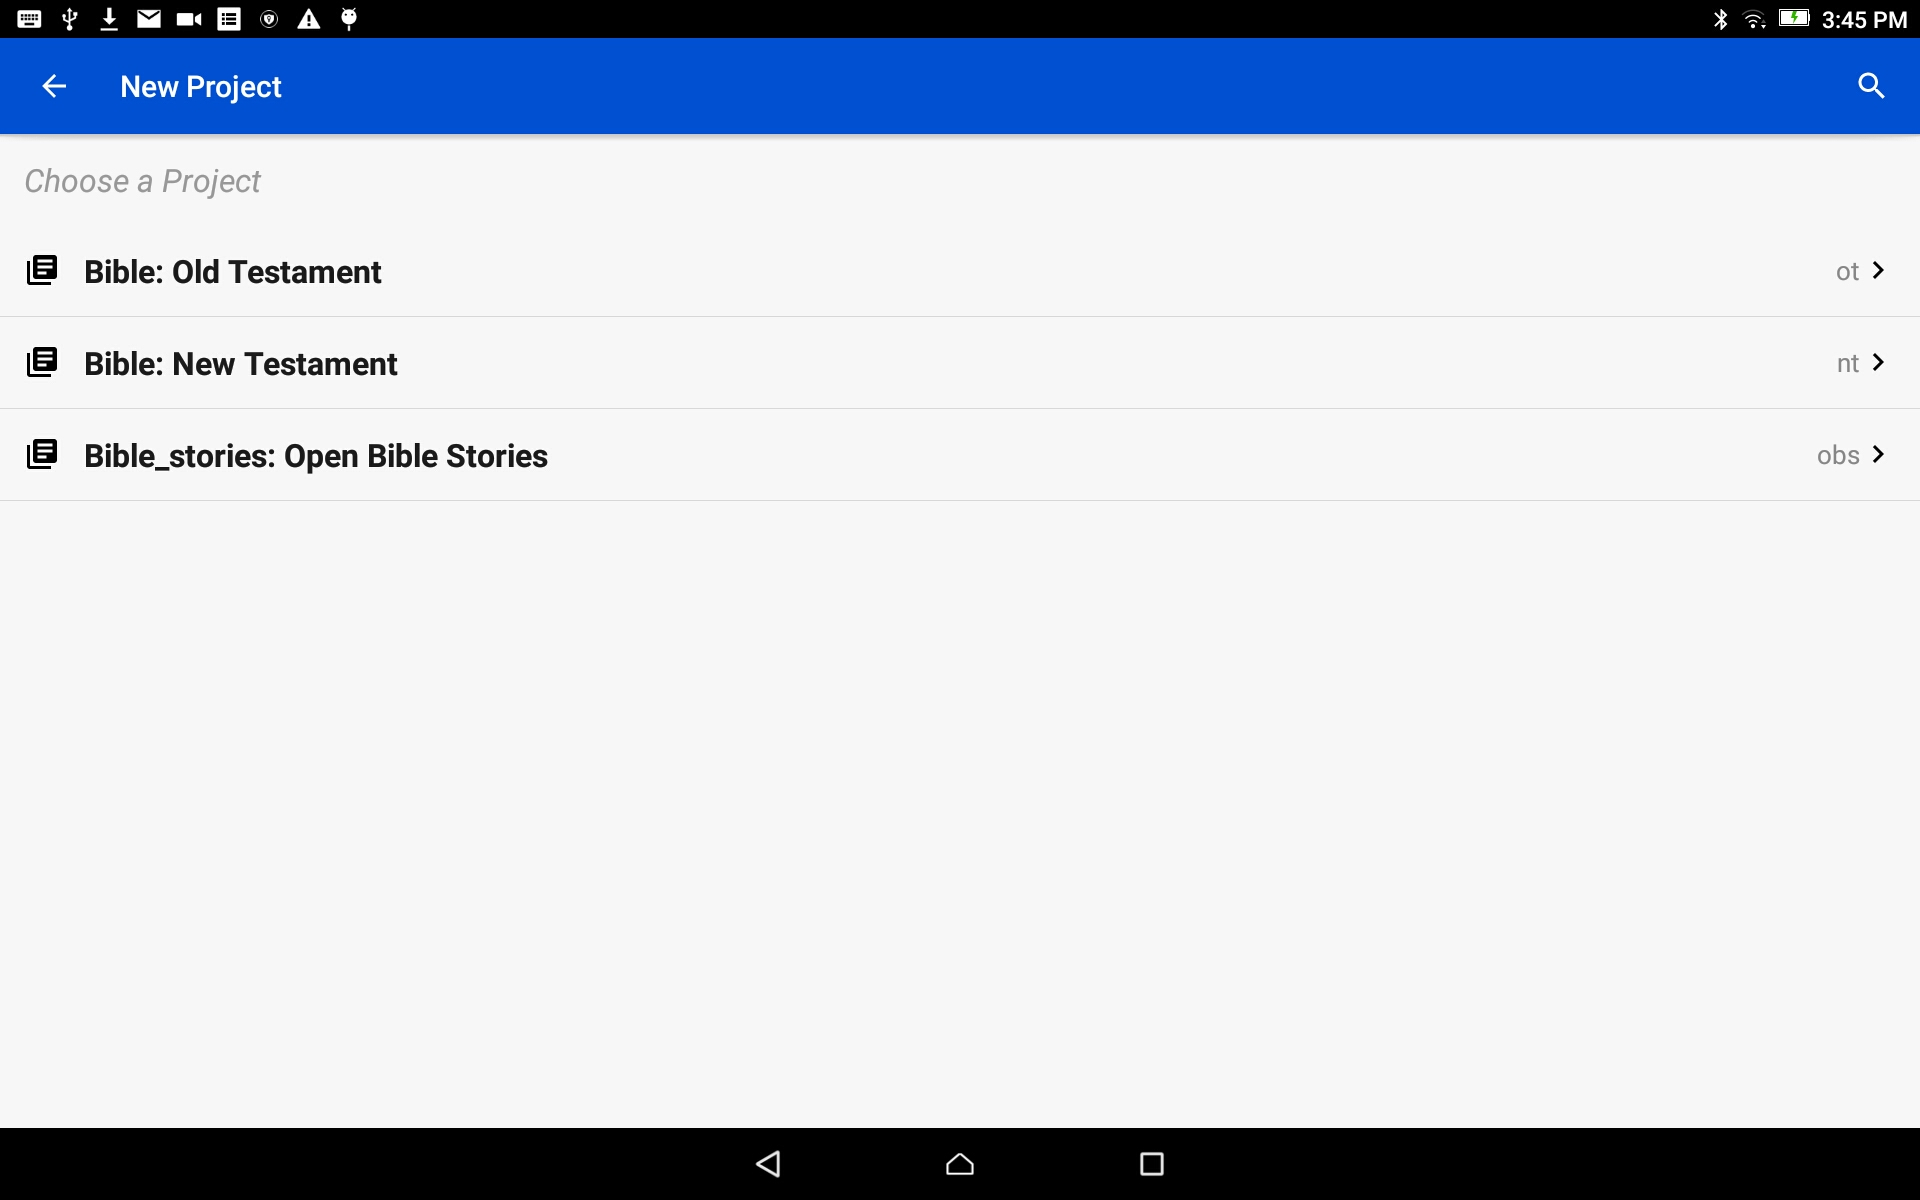 3:45 PM
New Project
Choose a Project
Bible: Old Testament
ot
Bible: New Testament
nt
Bible_stories: Open Bible Stories
obs